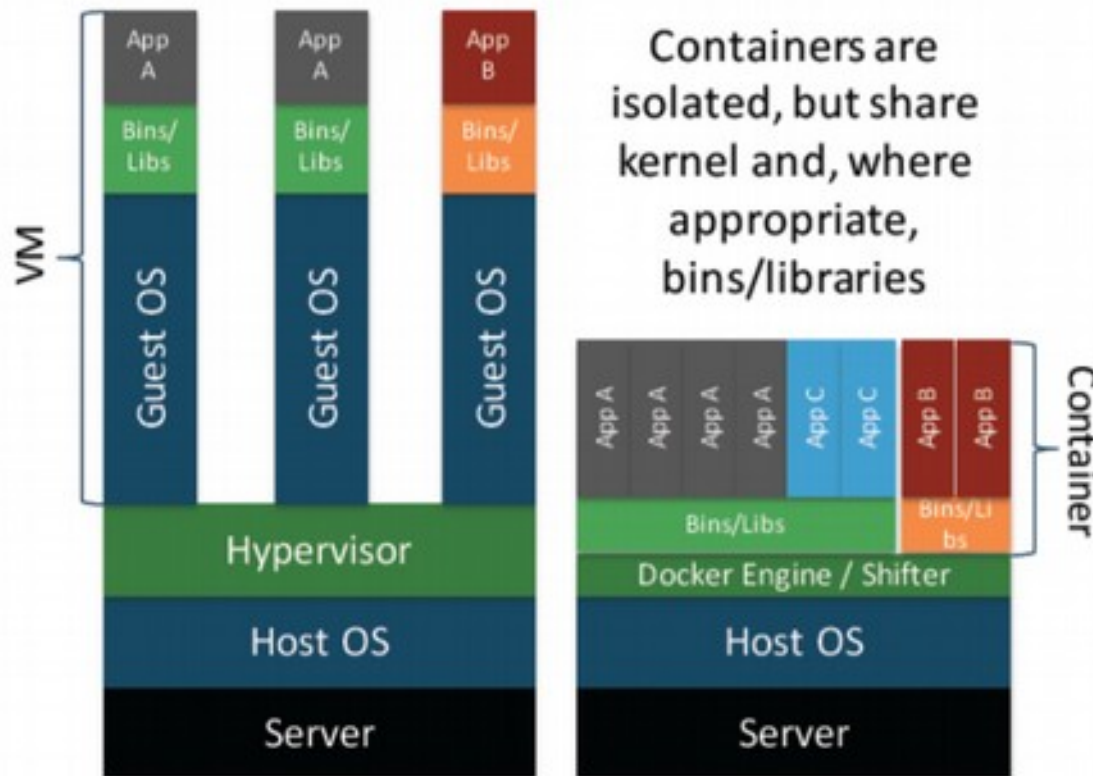 App
A
App
A
App
B
Bins/
Libs
Bins/
Libs
Bins/
Libs
VM
Guest OS
Guest OS
Guest OS
Hypervisor
Host OS
Server
Containers are
isolated, but share
kernel and, where
appropriate,
bins/libraries
App A
App A
App A
App A
App C
App C
App B
App B
Container
Bins/Libs
Bins/Li
bs
Docker Engine / Shifter
Host OS
Server